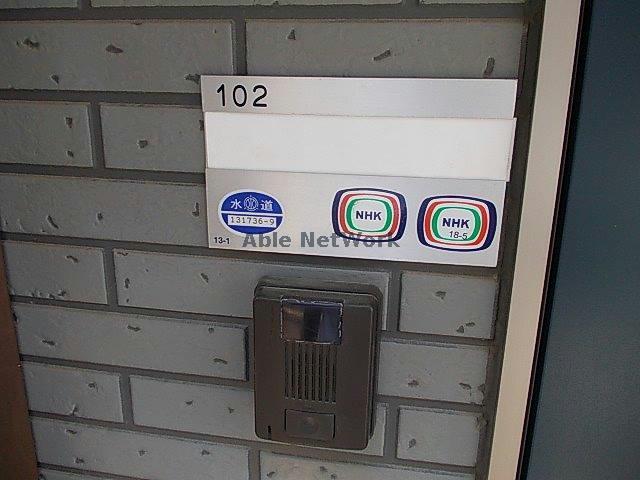 102
水道
131736-9
13-1
NHK
NHK
18-5
Able NetWork